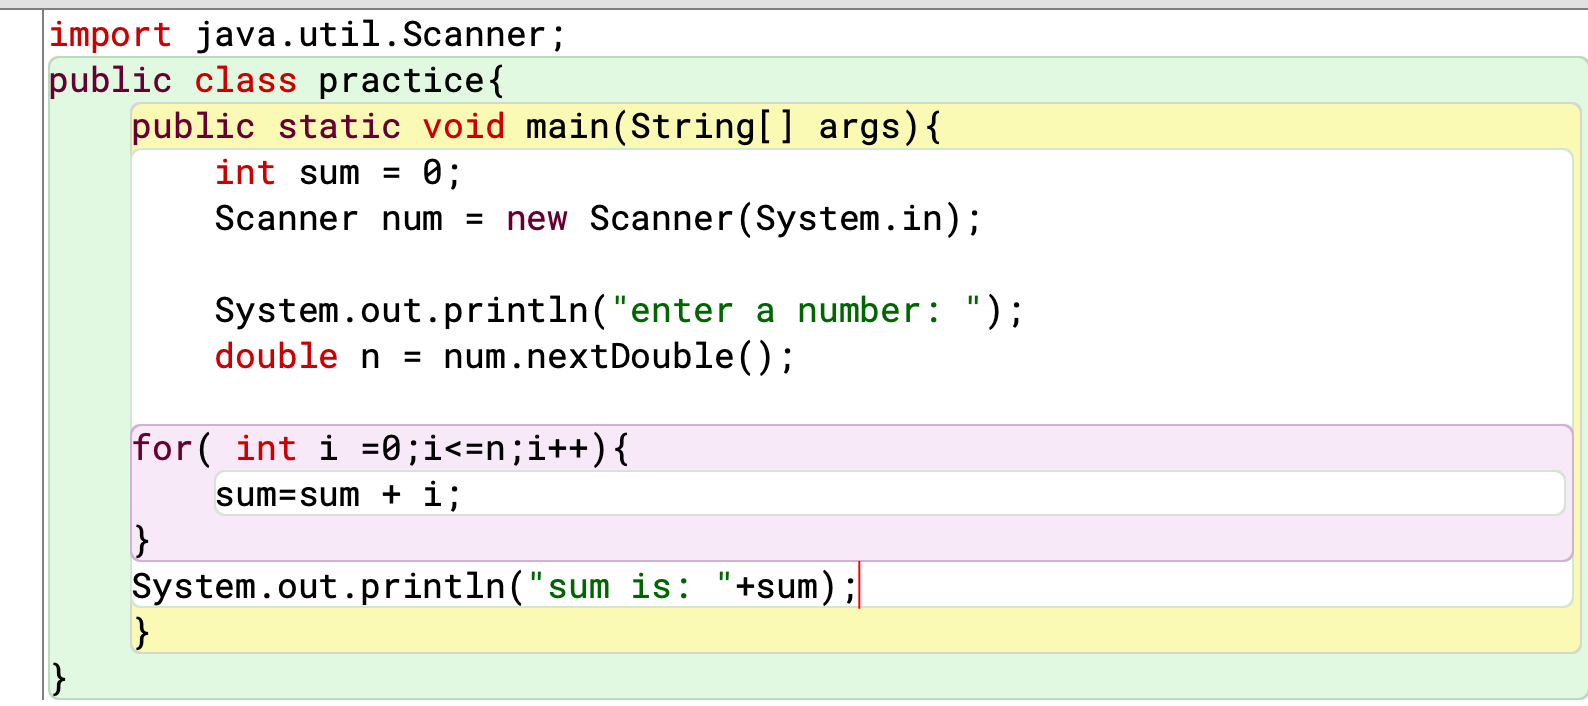 import java.util.Scanner;
public class practice{
public static void main(String[] args){
int sum = 0;
Scanner num = new Scanner(System.in);
System.out.println("enter a number: ");
double n = num.nextDouble();
for( int i =0;i<=n;i++){
sum=sum + i;
}
System.out.println("sum is: "+sum);
}
}